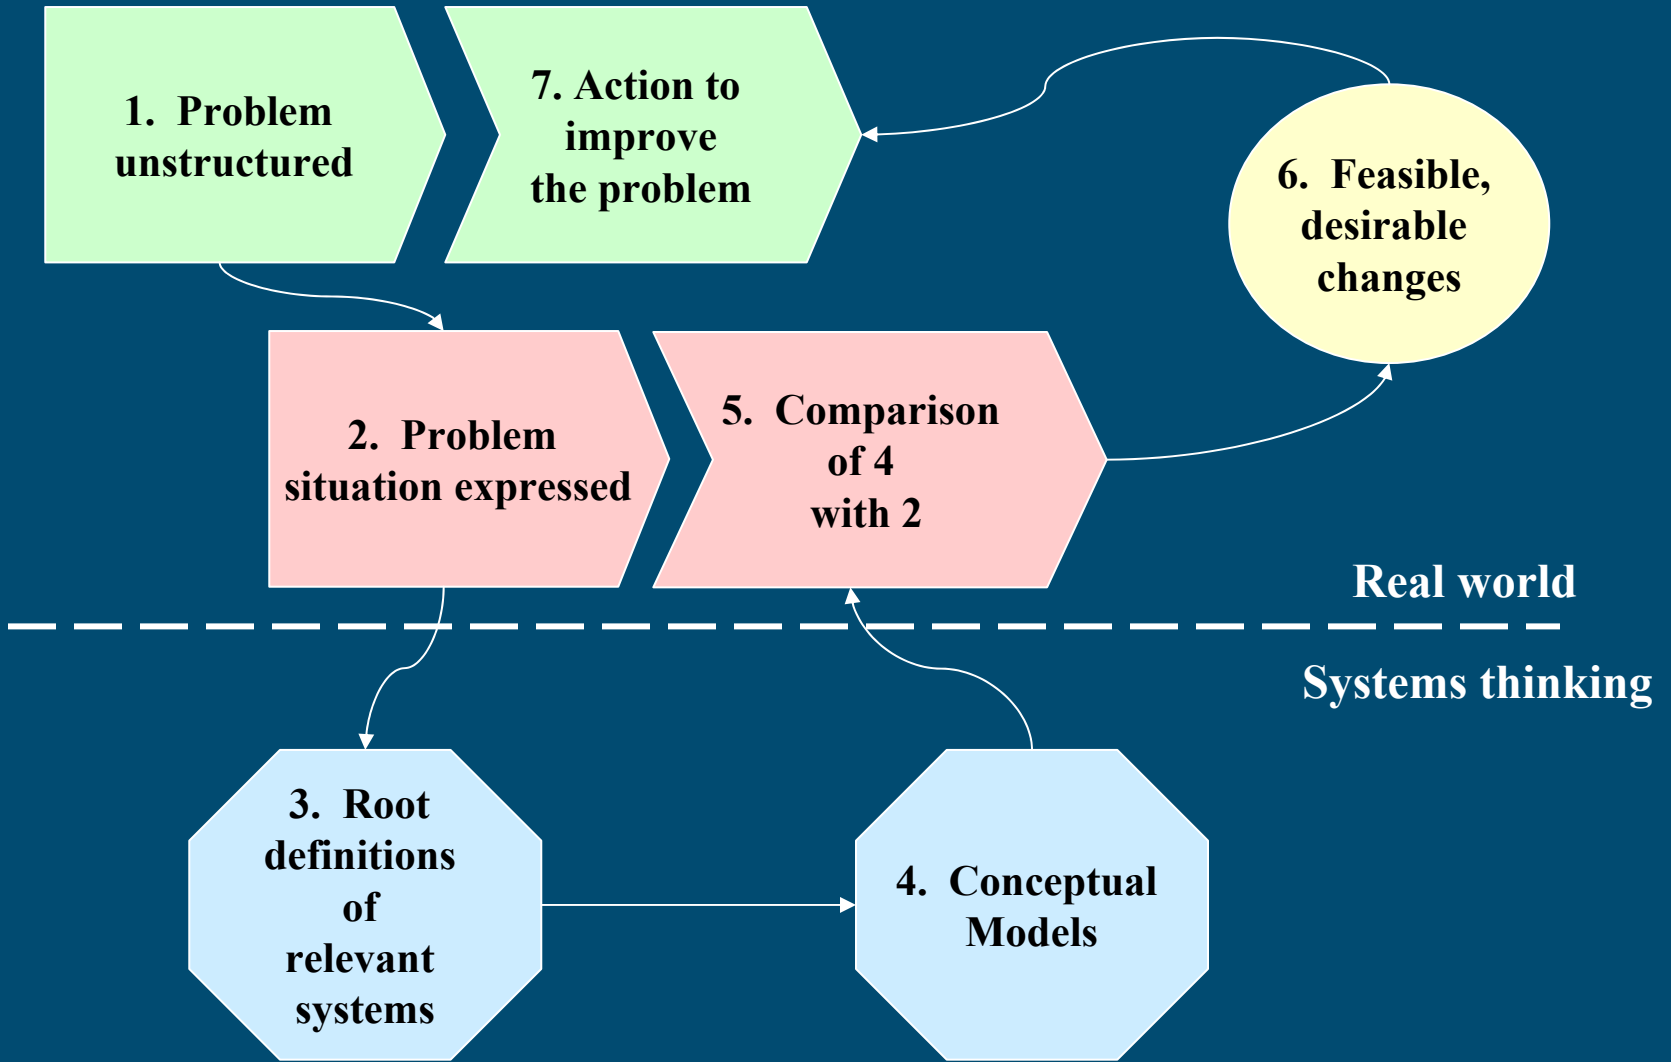 1. Problem
unstructured
7. Action to
improve
the problem
6. Feasible,
desirable
changes
2. Problem
situation expressed
5. Comparison
of 4
with 2
Real world
Systems thinking
3. Root
definitions
of
relevant
systems
4. Conceptual
Models